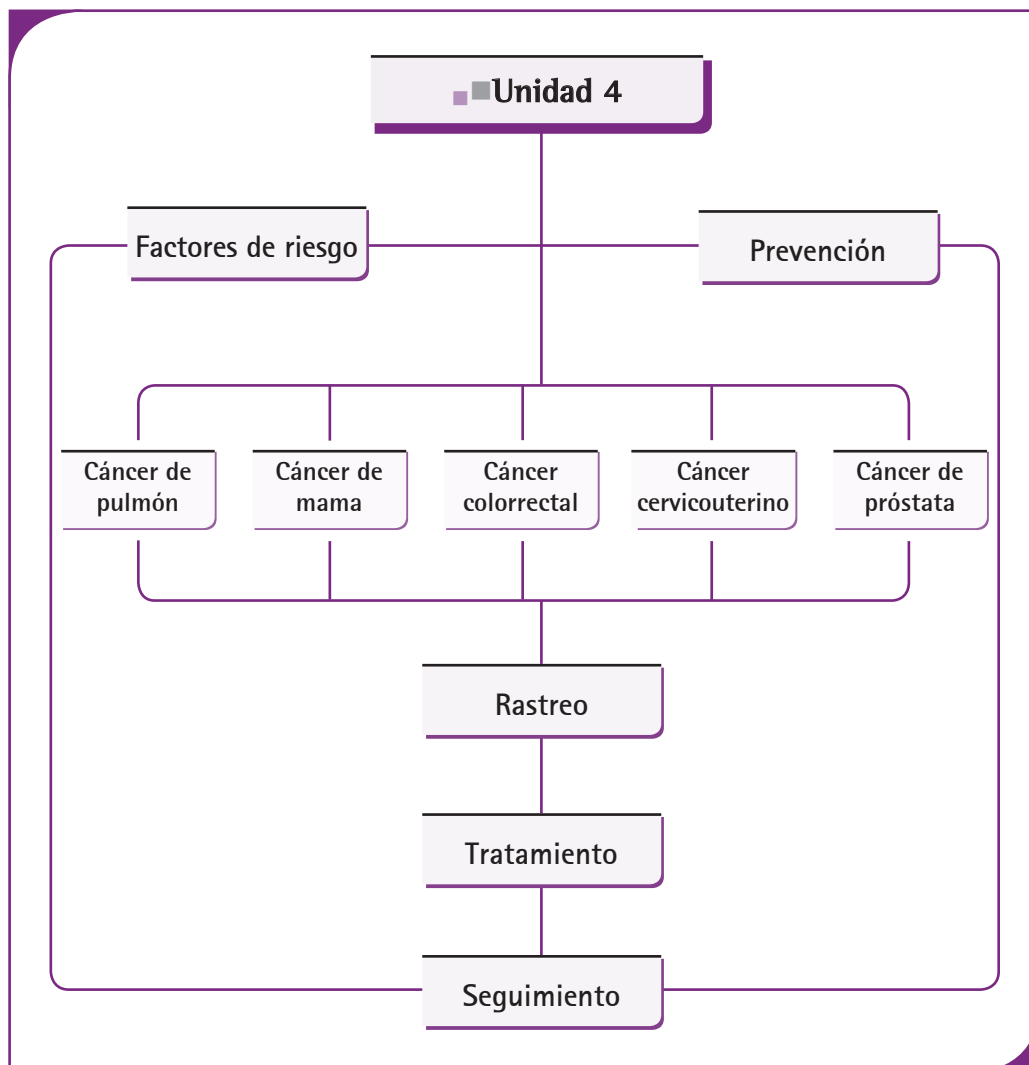 Unidad 4
Factores de riesgo
Prevención
Cáncer de
pulmón
Cáncer de
mama
Cáncer
colorrectal
Cáncer
cervicouterino
Cáncer de
próstata
Rastreo
Tratamiento
Seguimiento